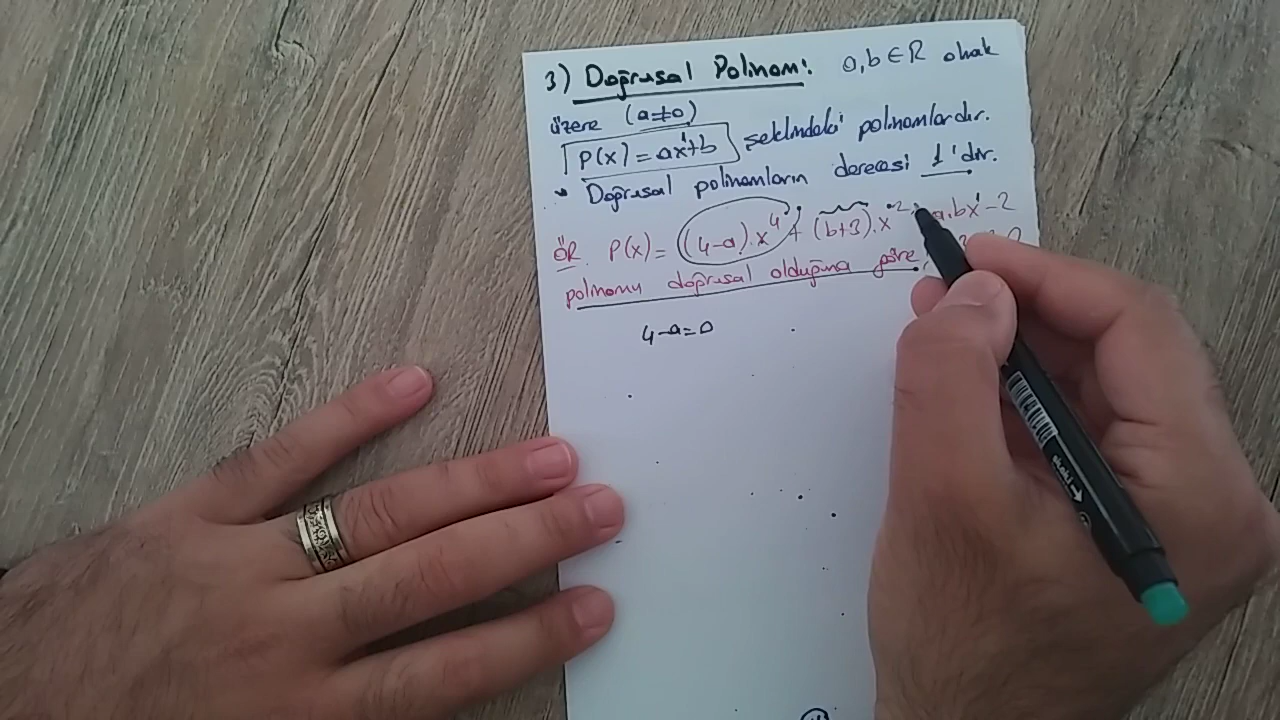 3) Doğrusal Polinom: a,b ∈ R olmak
üzere (a≠0)
P(x) = ax¹+b şeklindeki polinomlardır.
* Doğrusal polinomların derecesi 1'dir.
ÖR. P(x) = (4-a).x⁴ + (b+3).x² a.bx¹-2
polinomu doğrusal olduğuna göre,
4-a=0